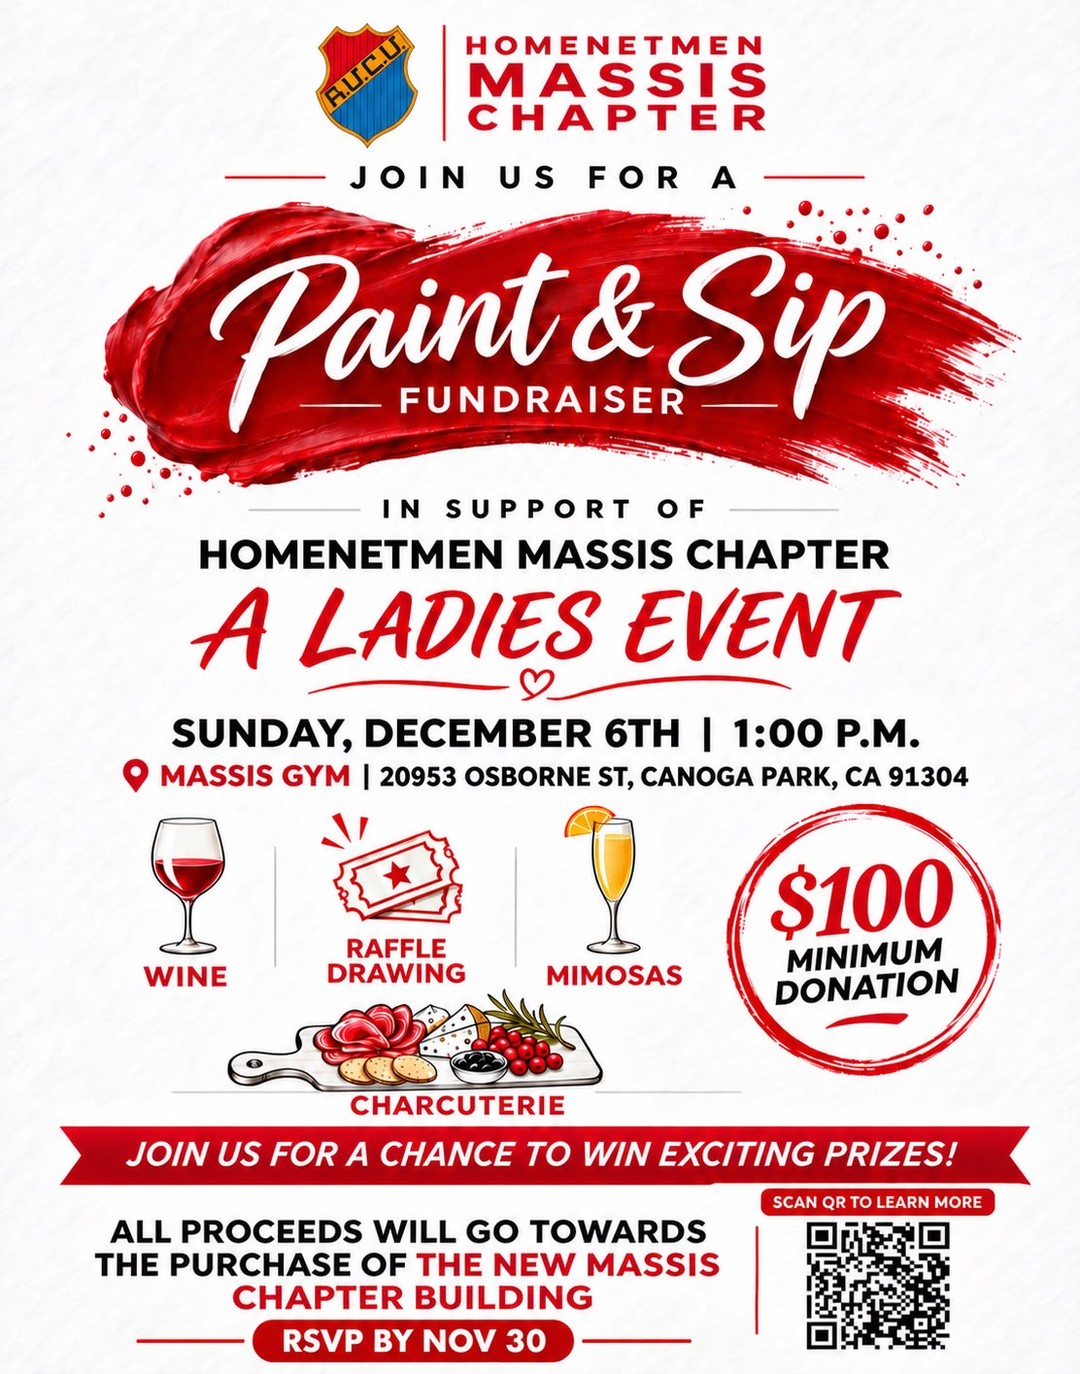 A.U.C.U.
HOMENETMEN
MASSIS
CHAPTER
JOIN US FOR A
Paint & Sip
FUNDRAISER
IN SUPPORT OF
HOMENETMEN MASSIS CHAPTER
A LADIES EVENT
SUNDAY, DECEMBER 6TH | 1:00 P.M.
MASSIS GYM | 20953 OSBORNE ST, CANOGA PARK, CA 91304
WINE
RAFFLE
DRAWING
MIMOSAS
$100
MINIMUM
DONATION
CHARCUTERIE
JOIN US FOR A CHANCE TO WIN EXCITING PRIZES!
SCAN QR TO LEARN MORE
ALL PROCEEDS WILL GO TOWARDS
THE PURCHASE OF THE NEW MASSIS
CHAPTER BUILDING
RSVP BY NOV 30